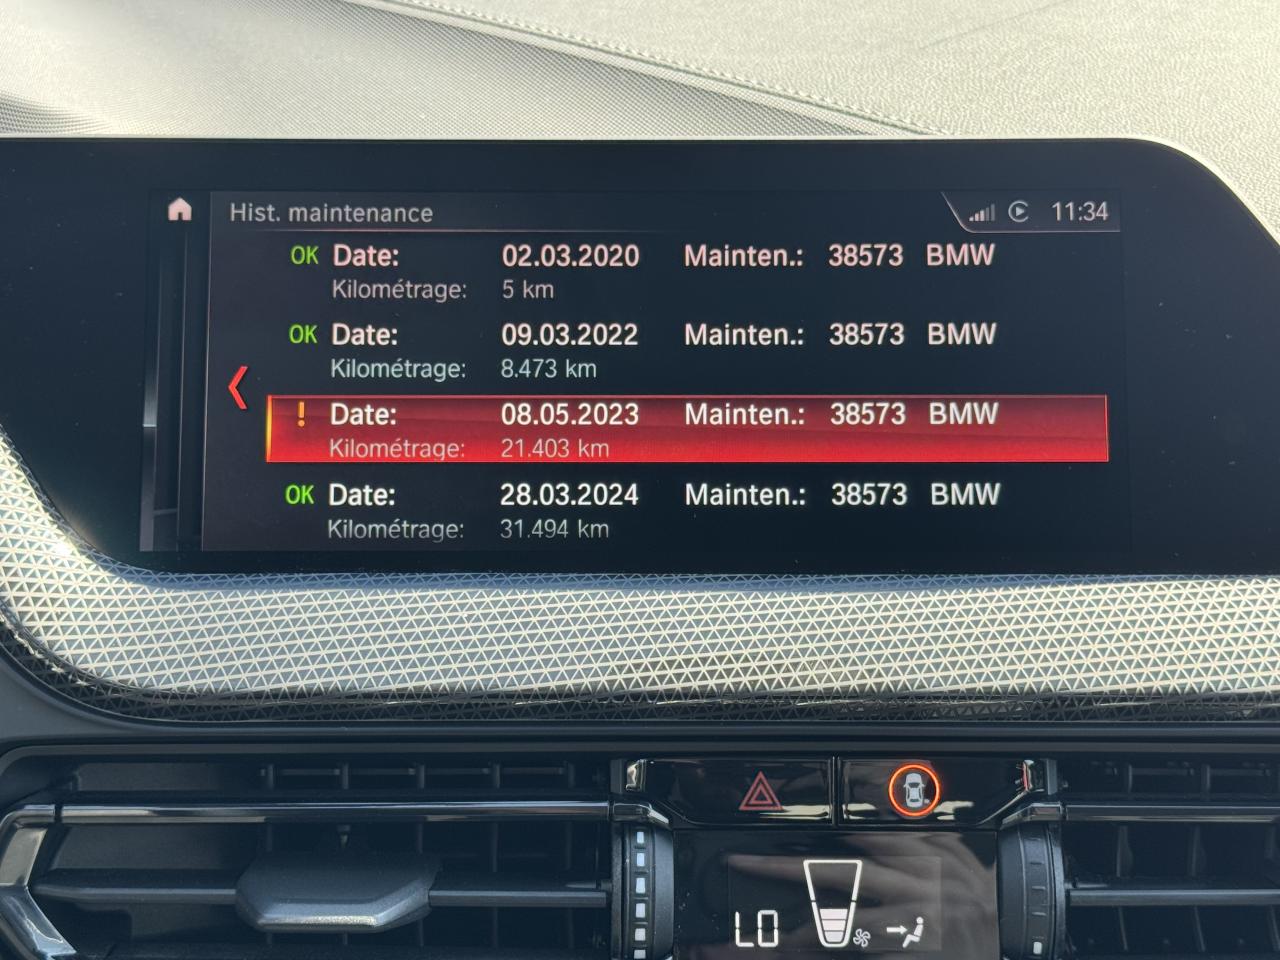 Hist. maintenance 11:34
OK Date: 02.03.2020 Mainten.: 38573 BMW
Kilométrage: 5 km
OK Date: 09.03.2022 Mainten.: 38573 BMW
Kilométrage: 8.473 km
! Date: 08.05.2023 Mainten.: 38573 BMW
Kilométrage: 21.403 km
OK Date: 28.03.2024 Mainten.: 38573 BMW
Kilométrage: 31.494 km
LO